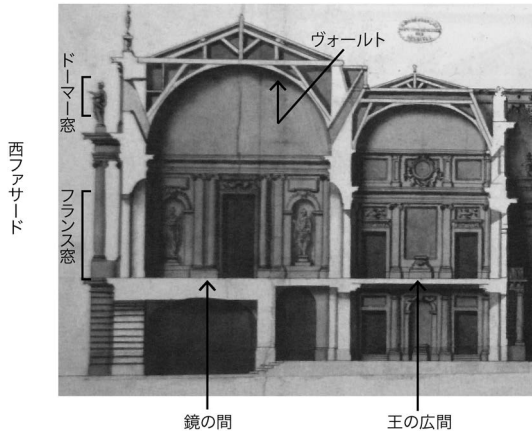 ヴォールト
ドーマー窓
西ファサード
フランス窓
鏡の間
王の広間